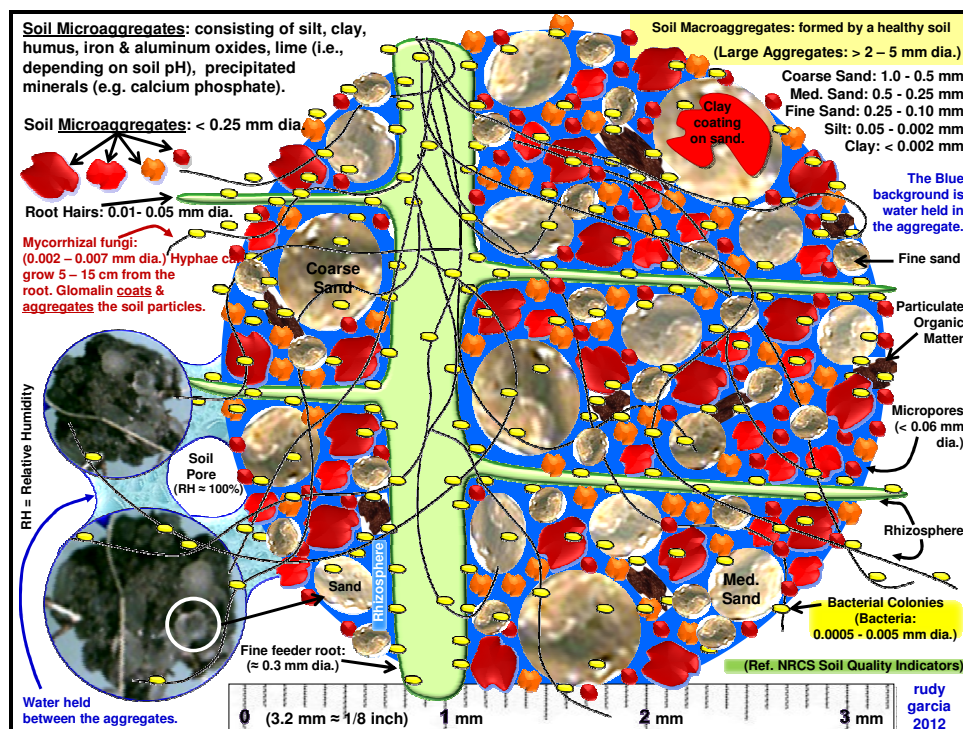 Soil Microaggregates: consisting of silt, clay,
humus, iron & aluminum oxides, lime (i.e.,
depending on soil pH), precipitated
minerals (e.g. calcium phosphate).
Soil Microaggregates: < 0.25 mm dia.
Root Hairs: 0.01- 0.05 mm dia.
Mycorrhizal fungi:
(0.002 – 0.007 mm dia.) Hyphae ca
grow 5 – 15 cm from the
root. Glomalin coats &
aggregates the soil particles.
RH = Relative Humidity
Soil
Pore
(RH ≈ 100%)
Water held
between the aggregates.
Coarse
Sand
Sand
Rhizosphere
Fine feeder root:
(≈ 0.3 mm dia.)
Soil Macroaggregates: formed by a healthy soil
(Large Aggregates: > 2 – 5 mm dia.)
Coarse Sand: 1.0 - 0.5 mm
Med. Sand: 0.5 - 0.25 mm
Fine Sand: 0.25 - 0.10 mm
Silt: 0.05 - 0.002 mm
Clay: < 0.002 mm
Clay
coating
on sand.
The Blue
background is
water held in
the aggregate.
Fine sand
Particulate
Organic
Matter
Micropores
(< 0.06 mm
dia.)
Rhizosphere
Med.
Sand
Bacterial Colonies
(Bacteria:
0.0005 - 0.005 mm dia.)
(Ref. NRCS Soil Quality Indicators)
0 (3.2 mm ≈ 1/8 inch) 1 mm 2 mm 3 mm
rudy
garcia
2012